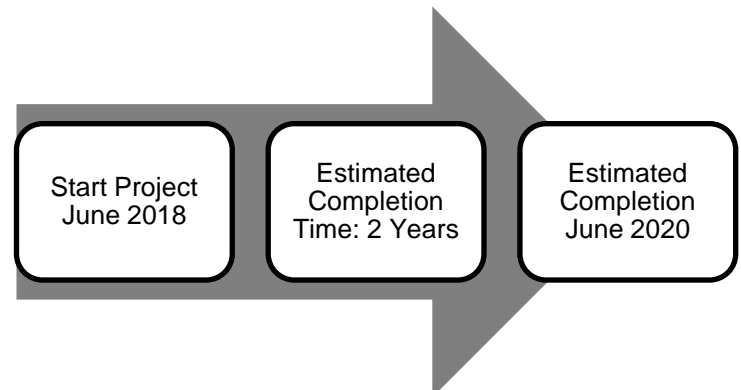 Start Project
June 2018
Estimated
Completion
Time: 2 Years
Estimated
Completion
June 2020